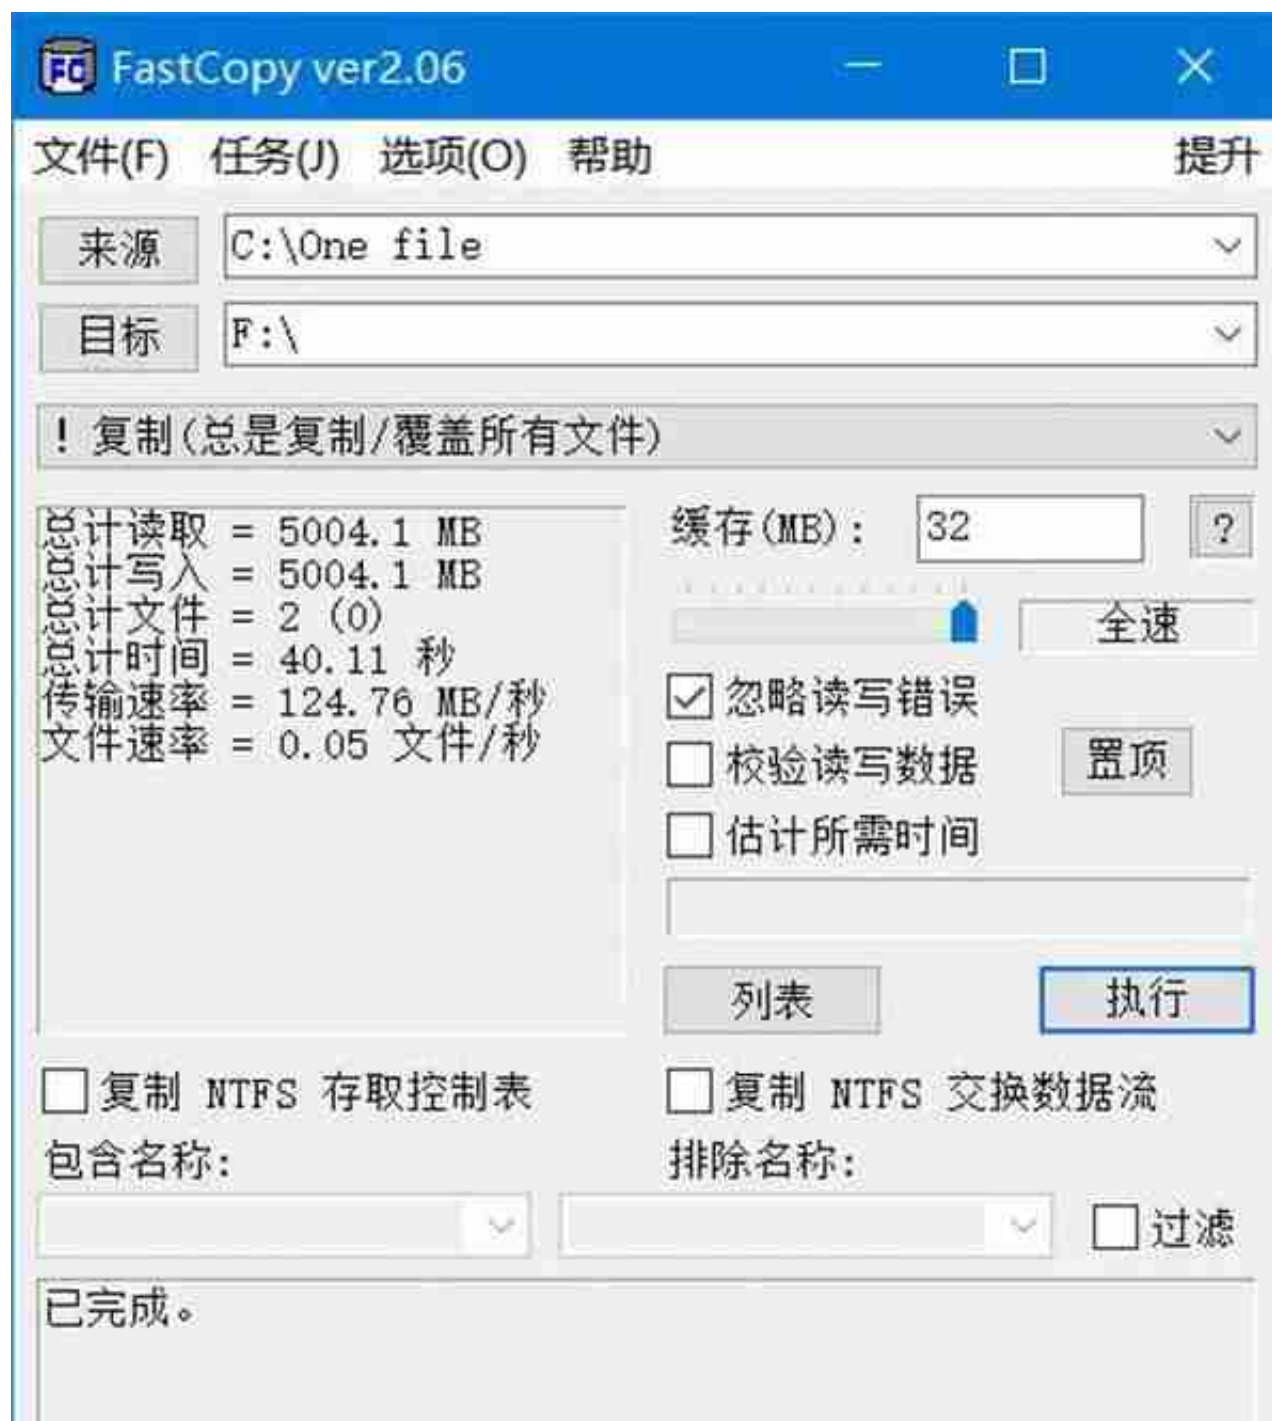 FC FastCopy ver2.06
文件(F) 任务(J) 选项(O) 帮助 提升
来源 C:\One file
目标 F:\
! 复制(总是复制/覆盖所有文件)
总计读取 = 5004.1 MB
总计写入 = 5004.1 MB
总计文件 = 2 (0)
总计时间 = 40.11 秒
传输速率 = 124.76 MB/秒
文件速率 = 0.05 文件/秒
缓存(MB): 32 ?
全速
忽略读写错误
校验读写数据
置顶
估计所需时间
列表 执行
复制 NTFS 存取控制表 复制 NTFS 交换数据流
包含名称: 排除名称:
过滤
已完成。